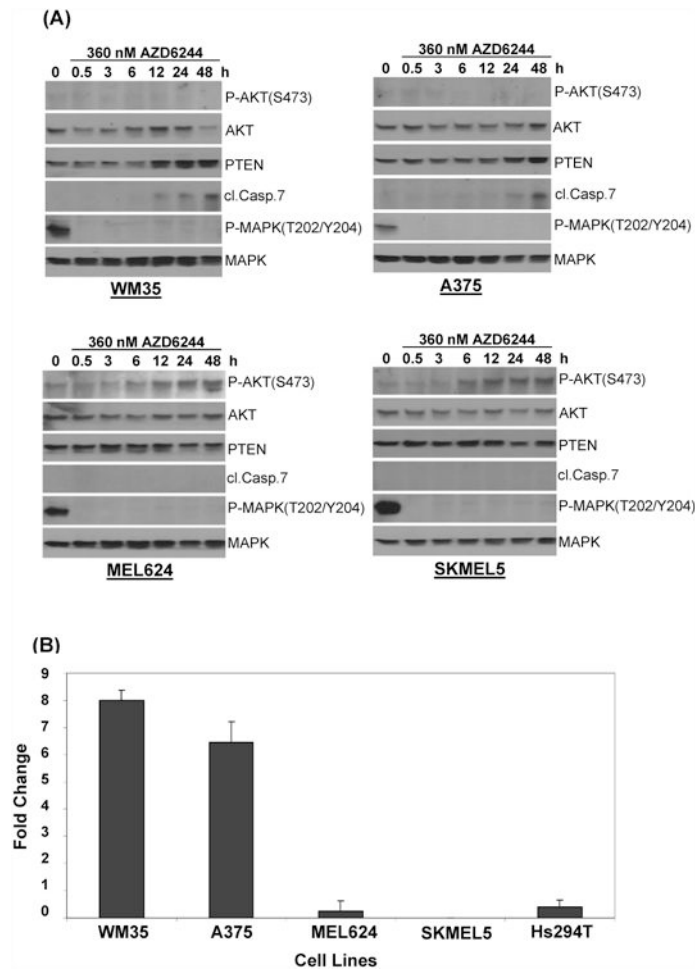 (A)
360 nM AZD6244
0 0.5 3 6 12 24 48 h
P-AKT(S473)
AKT
PTEN
cl.Casp.7
P-MAPK(T202/Y204)
MAPK
WM35
360 nM AZD6244
0 0.5 3 6 12 24 48 h
P-AKT(S473)
AKT
PTEN
cl.Casp.7
P-MAPK(T202/Y204)
MAPK
A375
360 nM AZD6244
0 0.5 3 6 12 24 48 h
P-AKT(S473)
AKT
PTEN
cl.Casp.7
P-MAPK(T202/Y204)
MAPK
MEL624
360 nM AZD6244
0 0.5 3 6 12 24 48 h
P-AKT(S473)
AKT
PTEN
cl.Casp.7
P-MAPK(T202/Y204)
MAPK
SKMEL5
(B)
9
8
7
6
5
4
3
2
1
0
Fold Change
WM35 A375 MEL624 SKMEL5 Hs294T
Cell Lines